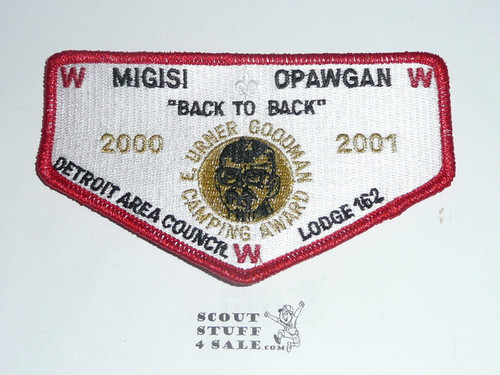 W MIGISI OPAWGAN W
"BACK TO BACK"
2000 2001
E. URNER GOODMAN
CAMPING AWARD
DETROIT AREA COUNCIL W LODGE 162
SCOUT
STUFF
4 SALE.com